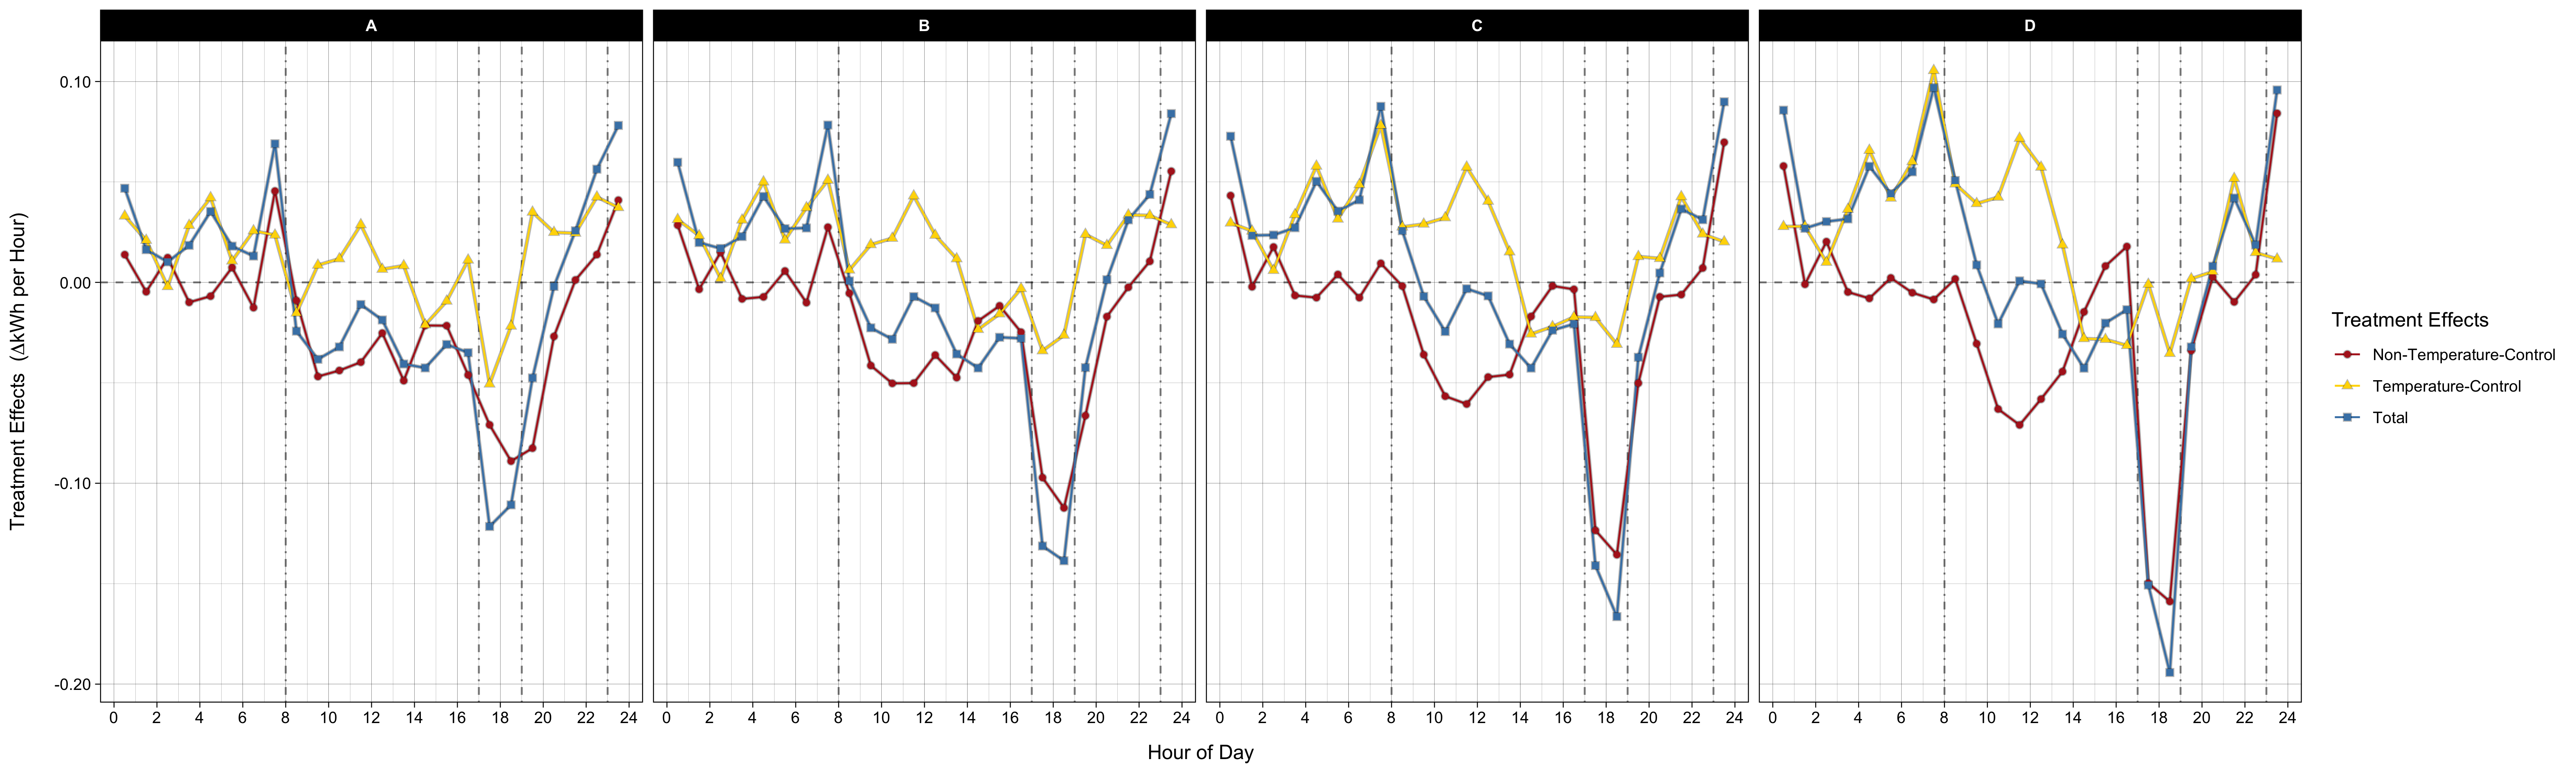 A B C D
Treatment Effects (ΔkWh per Hour)
0.10
0.00
-0.10
-0.20
0 2 4 6 8 10 12 14 16 18 20 22 24 0 2 4 6 8 10 12 14 16 18 20 22 24 0 2 4 6 8 10 12 14 16 18 20 22 24 0 2 4 6 8 10 12 14 16 18 20 22 24
Hour of Day
Treatment Effects
Non-Temperature-Control
Temperature-Control
Total